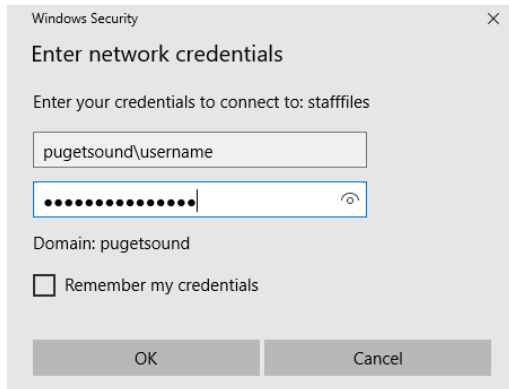 Windows Security
Enter network credentials
Enter your credentials to connect to: stafffiles
pugetsound\username
●●●●●●●●●●●●●●●
Domain: pugetsound
Remember my credentials
OK
Cancel